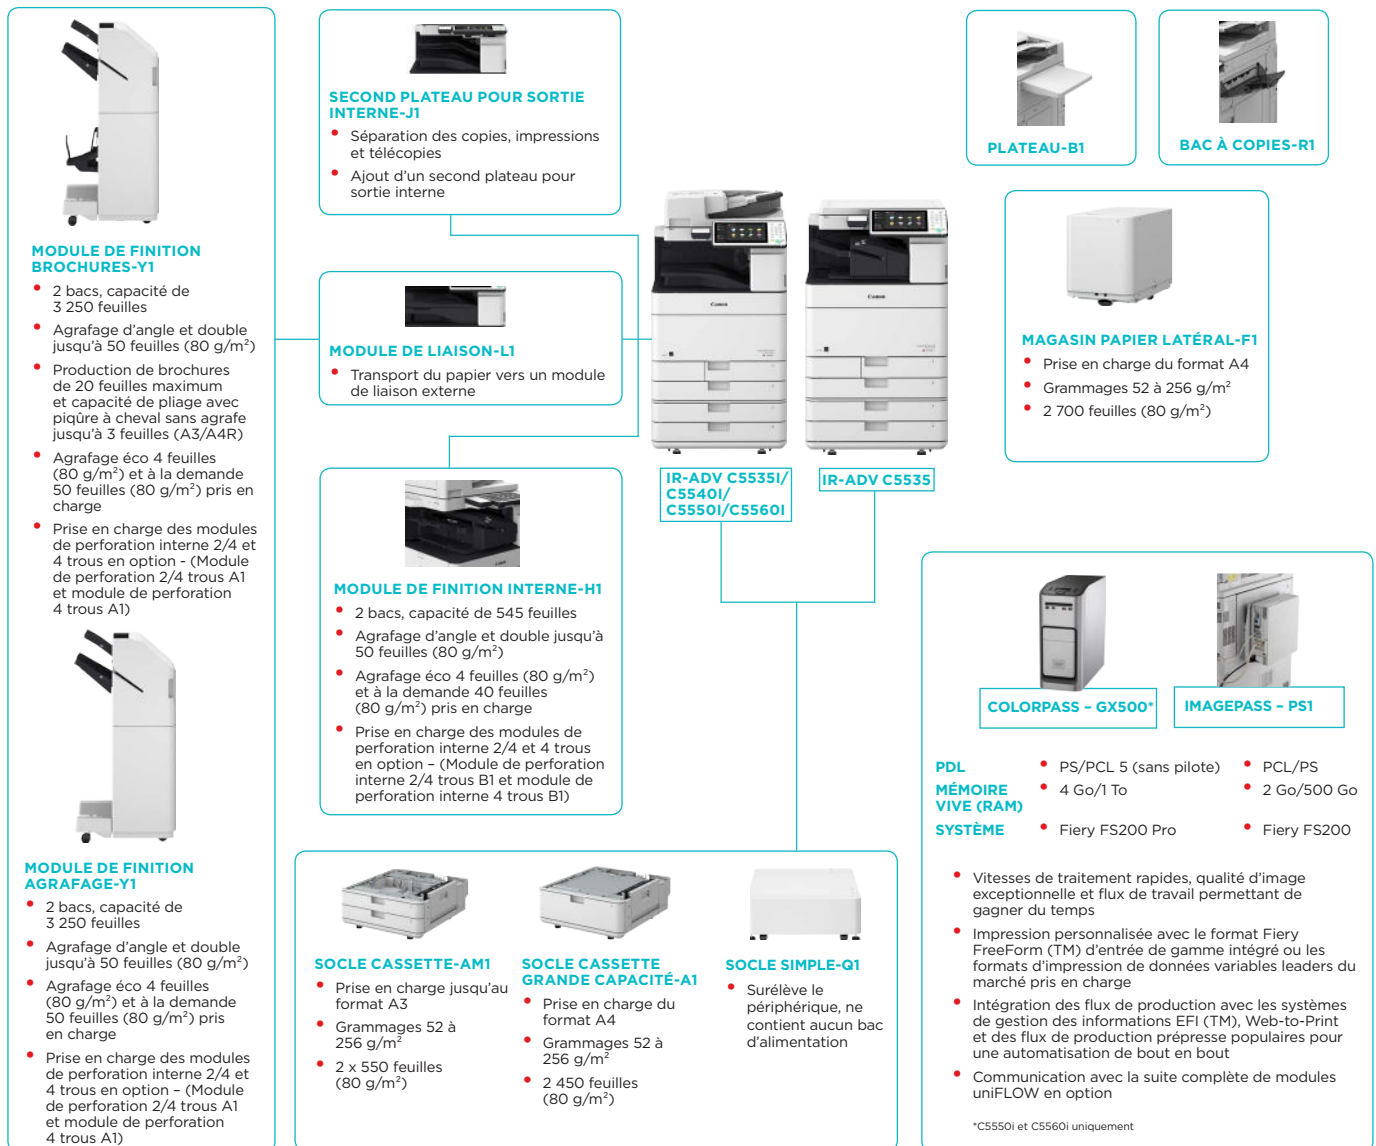 MODULE DE FINITION
BROCHURES-Y1
• 2 bacs, capacité de
3 250 feuilles
• Agrafage d'angle et double
jusqu'à 50 feuilles (80 g/m²)
• Production de brochures
de 20 feuilles maximum
et capacité de pliage avec
piqûre à cheval sans agrafe
jusqu'à 3 feuilles (A3/A4R)
• Agrafage éco 4 feuilles
(80 g/m²) et à la demande
50 feuilles (80 g/m²) pris en
charge
• Prise en charge des modules
de perforation interne 2/4 et
4 trous en option - (Module
de perforation 2/4 trous A1
et module de perforation
4 trous A1)
MODULE DE FINITION
AGRAFAGE-Y1
• 2 bacs, capacité de
3 250 feuilles
• Agrafage d'angle et double
jusqu'à 50 feuilles (80 g/m²)
• Agrafage éco 4 feuilles
(80 g/m²) et à la demande
50 feuilles (80 g/m²) pris
en charge
• Prise en charge des modules
de perforation interne 2/4 et
4 trous en option – (Module
de perforation 2/4 trous A1
et module de perforation
4 trous A1)
SECOND PLATEAU POUR SORTIE
INTERNE-J1
• Séparation des copies, impressions
et télécopies
• Ajout d'un second plateau pour
sortie interne
MODULE DE LIAISON-L1
• Transport du papier vers un module
de liaison externe
MODULE DE FINITION INTERNE-H1
• 2 bacs, capacité de 545 feuilles
• Agrafage d'angle et double jusqu'à
50 feuilles (80 g/m²)
• Agrafage éco 4 feuilles (80 g/m²)
et à la demande 40 feuilles
(80 g/m²) pris en charge
• Prise en charge des modules de
perforation interne 2/4 et 4 trous
en option – (Module de perforation
interne 2/4 trous B1 et module de
perforation interne 4 trous B1)
Canon
Canon
IR-ADV C5535I/
C5540I/
C5550I/C5560I
IR-ADV C5535
PLATEAU-B1
BAC À COPIES-R1
MAGASIN PAPIER LATÉRAL-F1
• Prise en charge du format A4
• Grammages 52 à 256 g/m²
• 2 700 feuilles (80 g/m²)
SOCLE CASSETTE-AM1
• Prise en charge jusqu'au
format A3
• Grammages 52 à
256 g/m²
• 2 x 550 feuilles
(80 g/m²)
SOCLE CASSETTE
GRANDE CAPACITÉ-A1
• Prise en charge du
format A4
• Grammages 52 à
256 g/m²
• 2 450 feuilles
(80 g/m²)
SOCLE SIMPLE-Q1
• Surélève le
périphérique, ne
contient aucun bac
d'alimentation
COLORPASS – GX500*
IMAGEPASS – PS1
PDL • PS/PCL 5 (sans pilote) • PCL/PS
MÉMOIRE
VIVE (RAM) • 4 Go/1 To • 2 Go/500 Go
SYSTÈME • Fiery FS200 Pro • Fiery FS200
• Vitesses de traitement rapides, qualité d'image
exceptionnelle et flux de travail permettant de
gagner du temps
• Impression personnalisée avec le format Fiery
FreeForm (TM) d'entrée de gamme intégré ou les
formats d'impression de données variables leaders du
marché pris en charge
• Intégration des flux de production avec les systèmes
de gestion des informations EFI (TM), Web-to-Print
et des flux de production prépresse populaires pour
une automatisation de bout en bout
• Communication avec la suite complète de modules
uniFLOW en option
*C5550i et C5560i uniquement